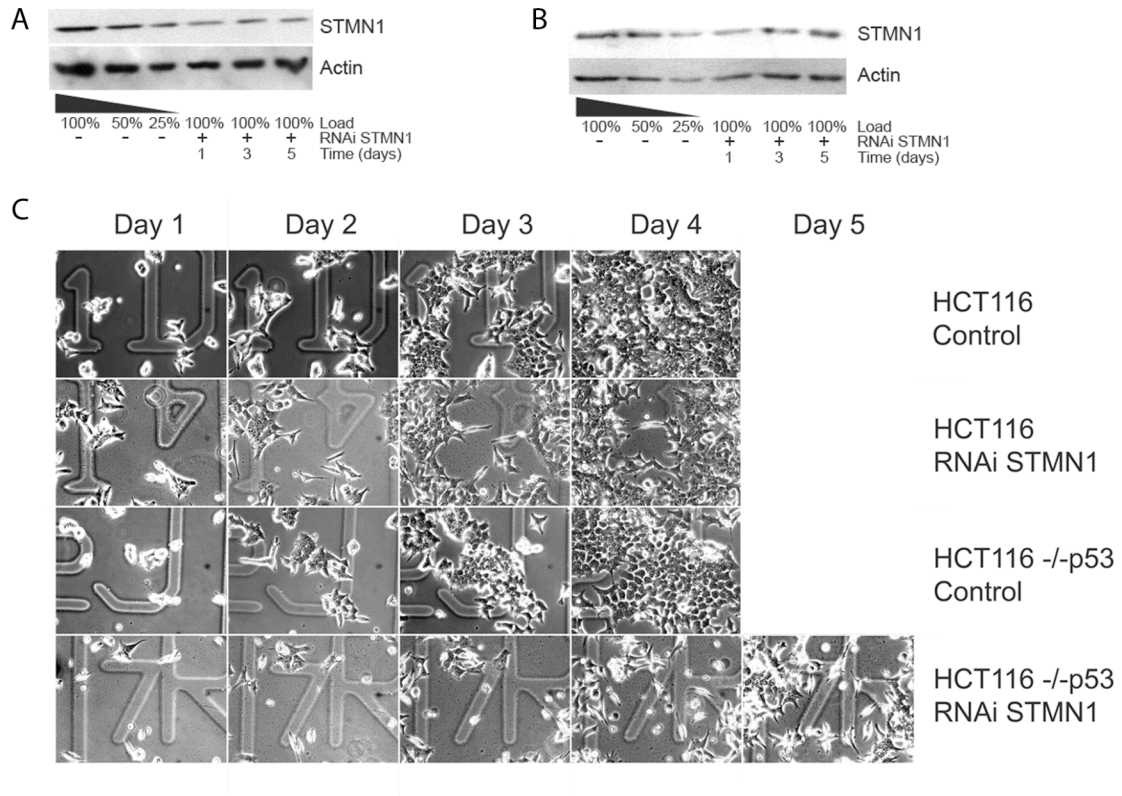 A
STMN1
Actin
100% 50% 25% 100% 100% 100% Load
- - - + + + RNAi STMN1
1 3 5 Time (days)
B
STMN1
Actin
100% 50% 25% 100% 100% 100% Load
- - - + + + RNAi STMN1
1 3 5 Time (days)
C
Day 1 Day 2 Day 3 Day 4 Day 5
HCT116
Control
HCT116
RNAi STMN1
HCT116 -/-p53
Control
HCT116 -/-p53
RNAi STMN1